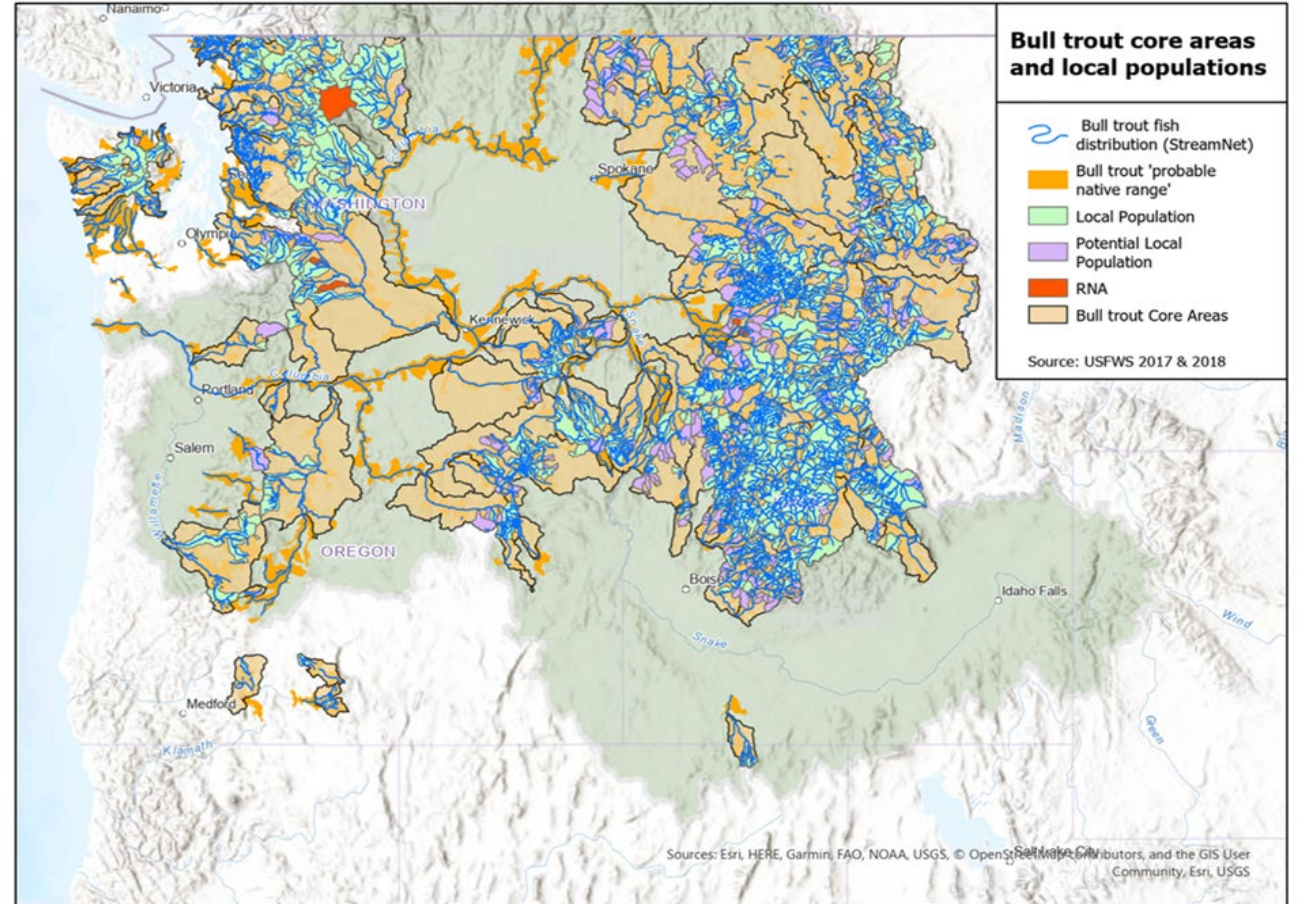 Nanaimo
Bull trout core areas
and local populations
Victoria
Bull trout fish
distribution (StreamNet)
Bull trout 'probable
native range'
Local Population
Potential Local
Population
RNA
Bull trout Core Areas
Source: USFWS 2017 & 2018
Spokane
WASHINGTON
Kennewick
Columbia
Portland
Salem
Willamette
Madison
OREGON
Boise
Idaho Falls
Wind
Snake
Medford
Klamath
Green
Salt Lake City
Sources: Esri, HERE, Garmin, FAO, NOAA, USGS, © OpenStreetMap contributors, and the GIS User
Community, Esri, USGS